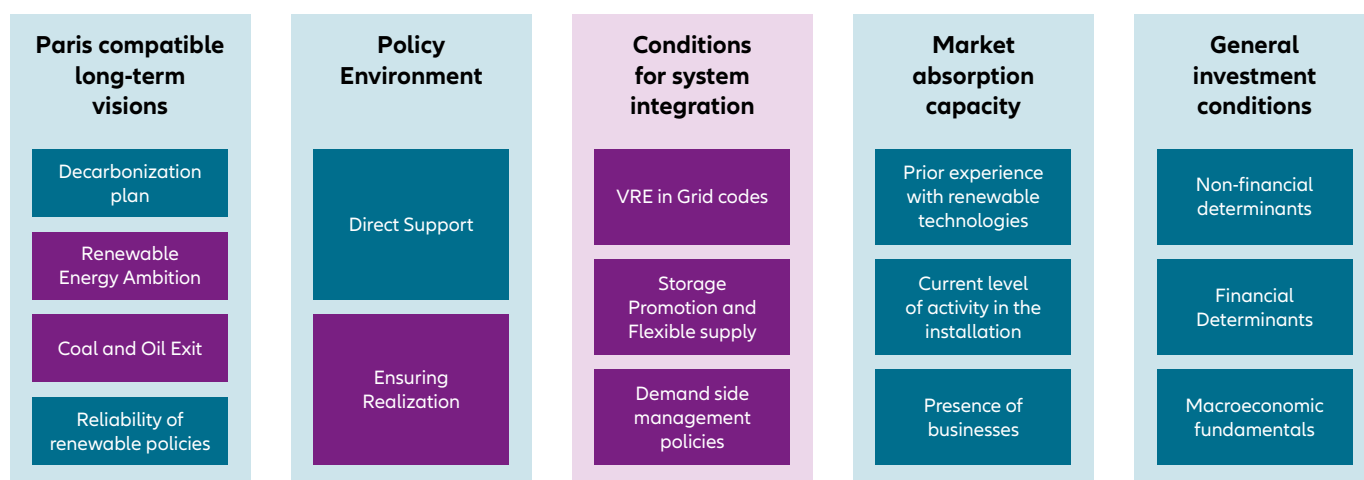 Paris compatible
long-term
visions
Decarbonization
plan
Renewable
Energy Ambition
Coal and Oil Exit
Reliability of
renewable policies
Policy
Environment
Direct Support
Ensuring
Realization
Conditions
for system
integration
VRE in Grid codes
Storage
Promotion and
Flexible supply
Demand side
management
policies
Market
absorption
capacity
Prior experience
with renewable
technologies
Current level
of activity in the
installation
Presence of
businesses
General
investment
conditions
Non-financial
determinants
Financial
Determinants
Macroeconomic
fundamentals